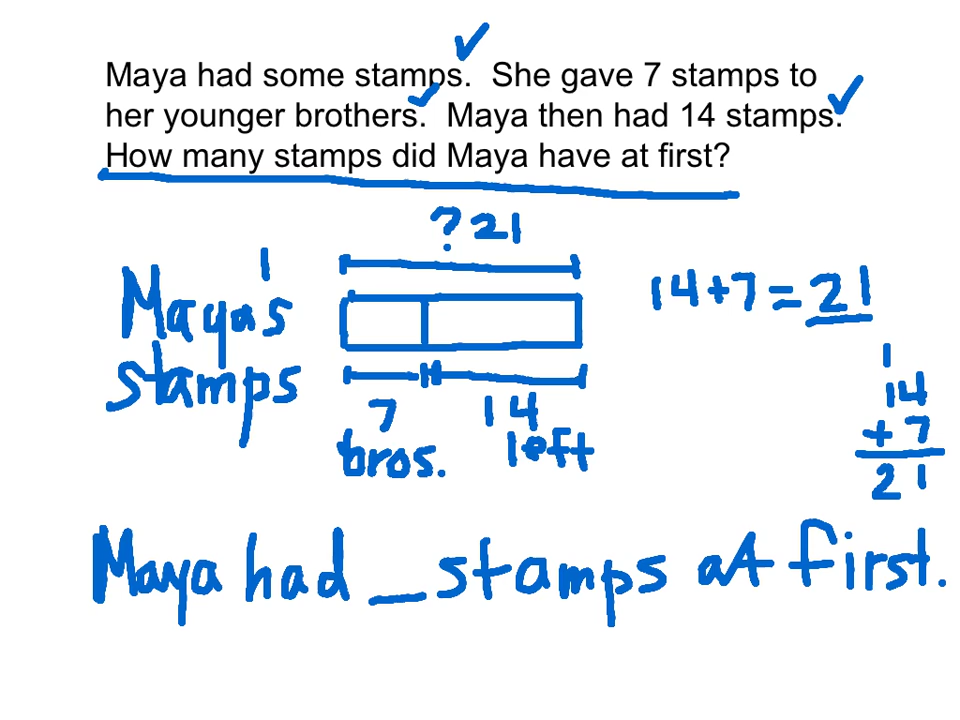 Maya had some stamps. She gave 7 stamps to
her younger brothers. Maya then had 14 stamps.
How many stamps did Maya have at first?
? 21
Maya's
stamps
7
bros.
14
left
14+7=21
1
14
+7
21
Maya had _ stamps at first.